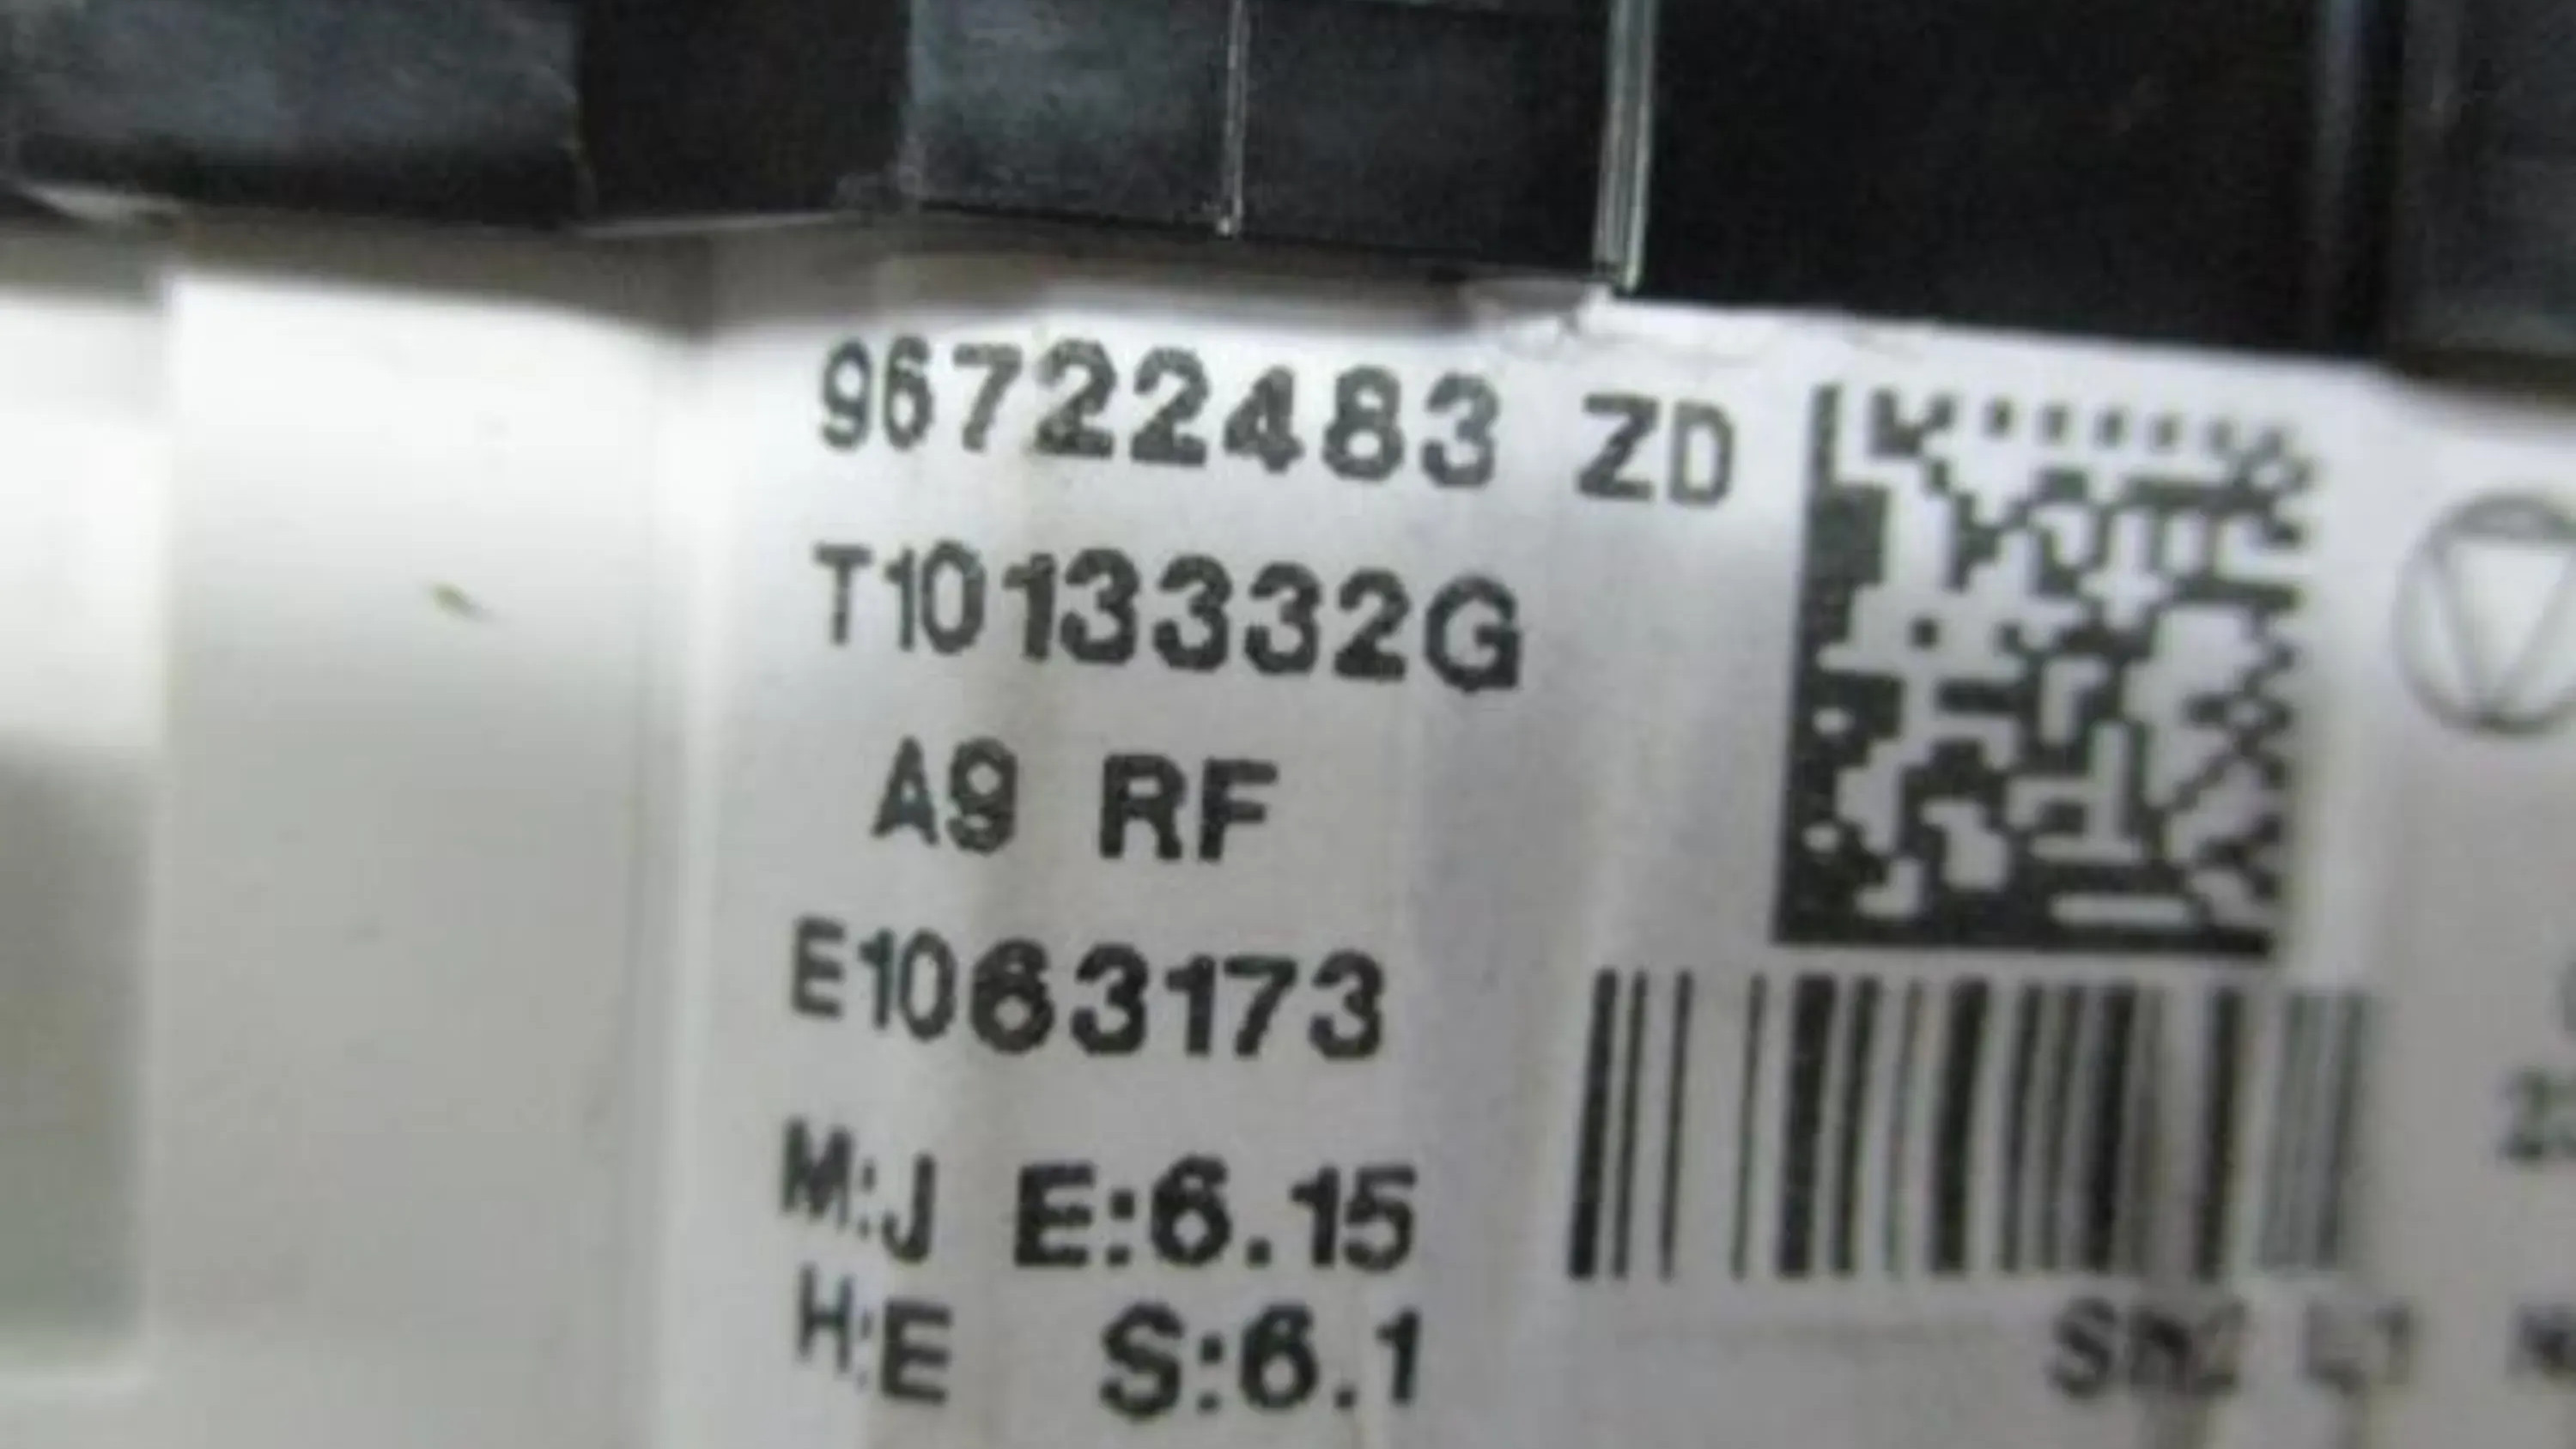 96722483 ZD
T1013332G
A9 RF
E1063173
M:J E:6.15
H:E S:6.1